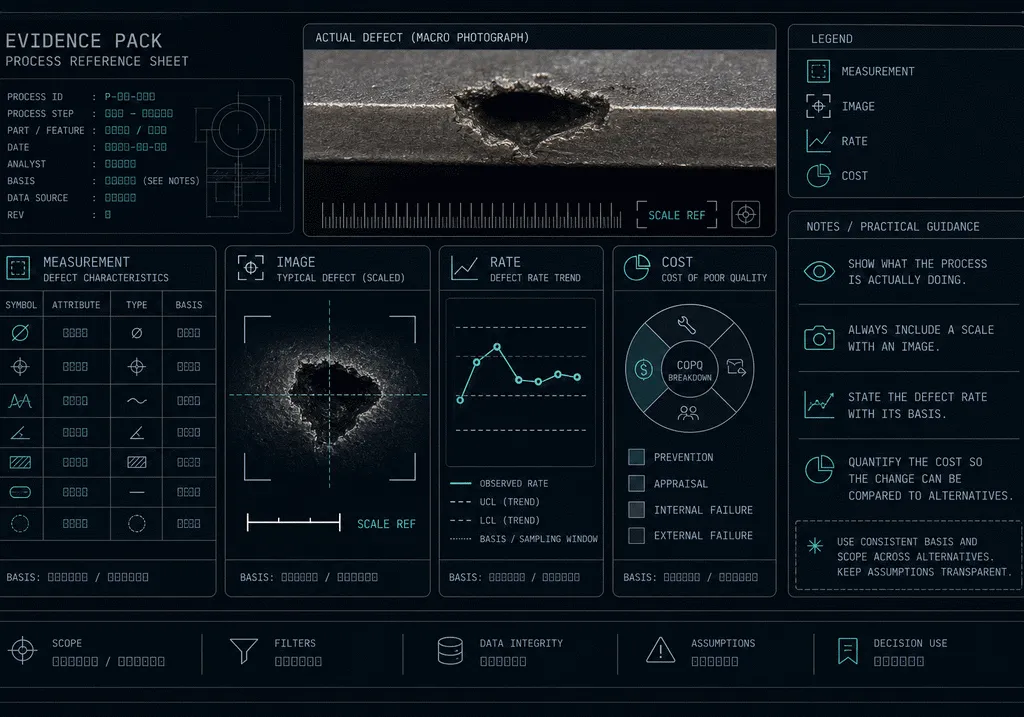 EVIDENCE PACK
PROCESS REFERENCE SHEET
PROCESS ID : P-
PROCESS STEP : –
PART / FEATURE : /
DATE :
ANALYST :
BASIS : (SEE NOTES)
DATA SOURCE :
REV :
ACTUAL DEFECT (MACRO PHOTOGRAPH)
SCALE REF
LEGEND
MEASUREMENT
IMAGE
RATE
COST
MEASUREMENT
DEFECT CHARACTERISTICS
SYMBOL ATTRIBUTE TYPE BASIS
BASIS: /
IMAGE
TYPICAL DEFECT (SCALED)
SCALE REF
BASIS: /
RATE
DEFECT RATE TREND
OBSERVED RATE
UCL (TREND)
LCL (TREND)
BASIS / SAMPLING WINDOW
BASIS: /
COST
COST OF POOR QUALITY
$
COPQ
BREAKDOWN
PREVENTION
APPRAISAL
INTERNAL FAILURE
EXTERNAL FAILURE
BASIS: /
NOTES / PRACTICAL GUIDANCE
SHOW WHAT THE PROCESS
IS ACTUALLY DOING.
ALWAYS INCLUDE A SCALE
WITH AN IMAGE.
STATE THE DEFECT RATE
WITH ITS BASIS.
QUANTIFY THE COST SO
THE CHANGE CAN BE
COMPARED TO ALTERNATIVES.
USE CONSISTENT BASIS AND
SCOPE ACROSS ALTERNATIVES.
KEEP ASSUMPTIONS TRANSPARENT.
SCOPE
/
FILTERS
DATA INTEGRITY
ASSUMPTIONS
DECISION USE